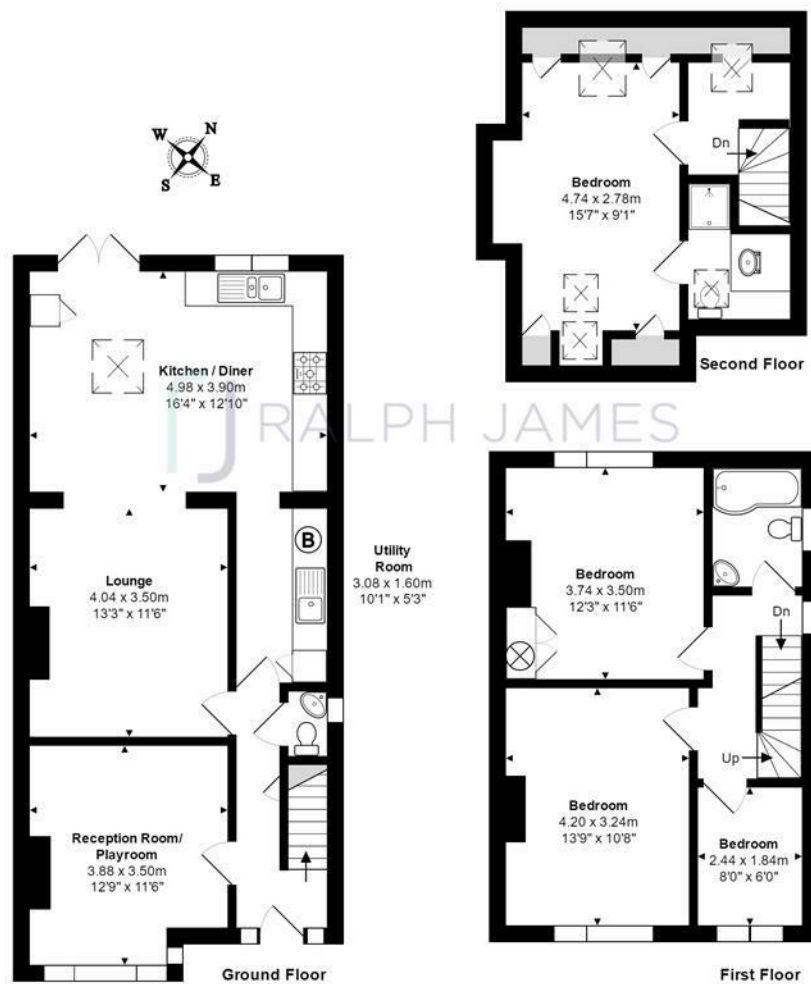 W N
S E
Kitchen / Diner
4.98 x 3.90m
16'4" x 12'10"
RALPH JAMES
Lounge
4.04 x 3.50m
13'3" x 11'6"
B
Utility
Room
3.08 x 1.60m
10'1" x 5'3"
Reception Room/
Playroom
3.88 x 3.50m
12'9" x 11'6"
Ground Floor
Bedroom
4.74 x 2.78m
15'7" x 9'1"
Dn
Second Floor
Bedroom
3.74 x 3.50m
12'3" x 11'6"
Dn
Up
Bedroom
4.20 x 3.24m
13'9" x 10'8"
Bedroom
2.44 x 1.84m
8'0" x 6'0"
First Floor